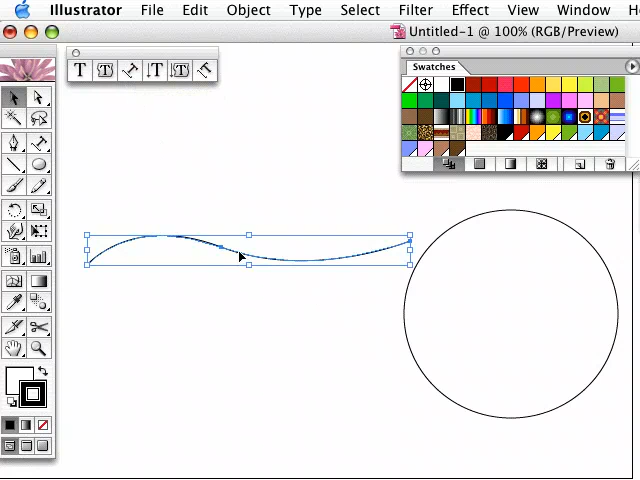 Illustrator File Edit Object Type Select Filter Effect View Window H
Untitled-1 @ 100% (RGB/Preview)
T T T T T T
Swatches
T